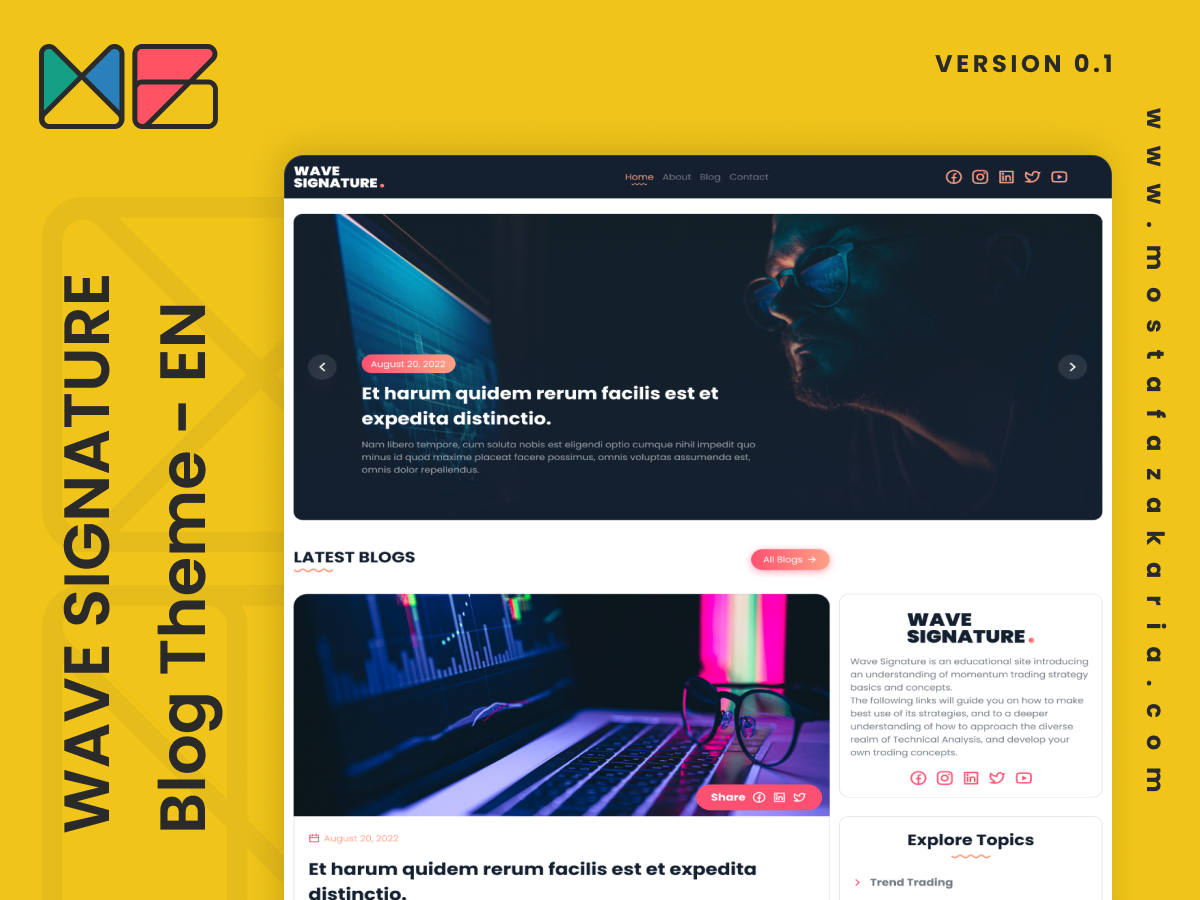 VERSION 0.1
www.mostafazakaria.com
WAVE SIGNATURE
Blog Theme - EN
WAVE
SIGNATURE.
Home About Blog Contact
August 20, 2022
Et harum quidem rerum facilis est et
expedita distinctio.
Nam libero tempore, cum soluta nobis est eligendi optio cumque nihil impedit quo
minus id quod maxime placeat facere possimus, omnis voluptas assumenda est,
omnis dolor repellendus.
LATEST BLOGS
All Blogs →
Share
August 20, 2022
Et harum quidem rerum facilis est et expedita
distinctio.
WAVE
SIGNATURE.
Wave Signature is an educational site introducing
an understanding of momentum trading strategy
basics and concepts.
The following links will guide you on how to make
best use of its strategies, and to a deeper
understanding of how to approach the diverse
realm of Technical Analysis, and develop your
own trading concepts.
Explore Topics
Trend Trading